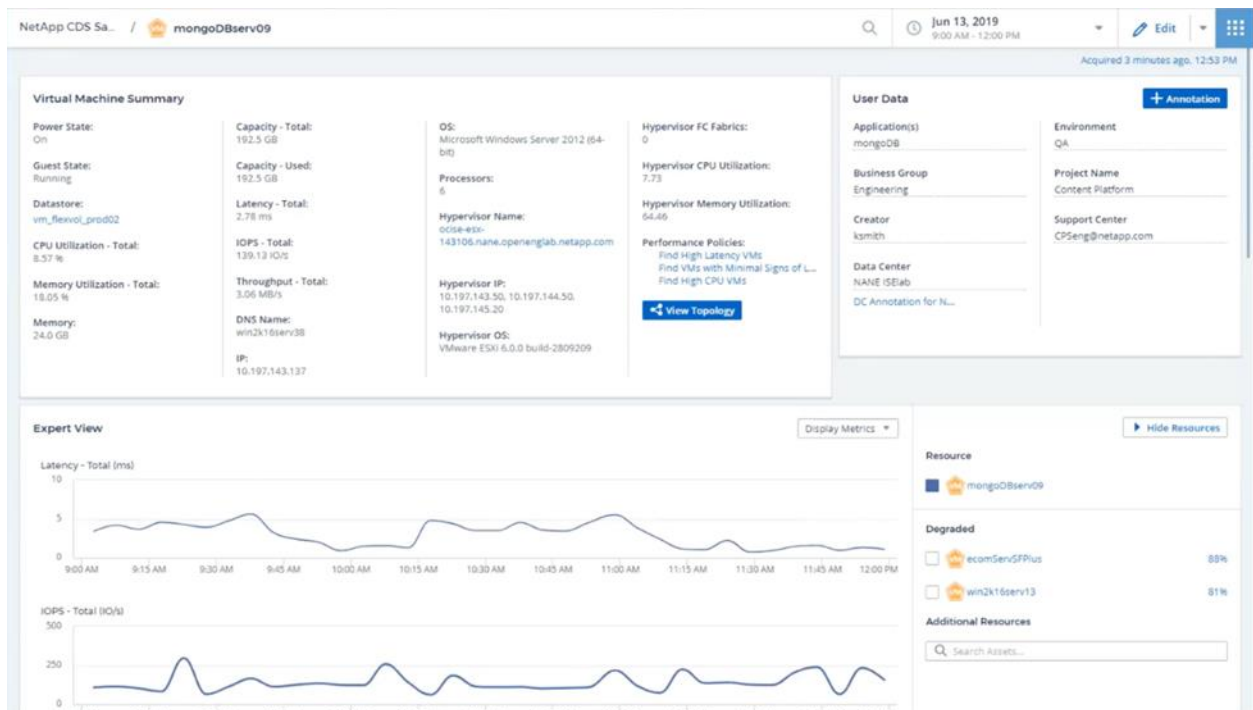 NetApp CDS Sa... / mongoDBserv09
Jun 13, 2019
9:00 AM - 12:00 PM
Edit
Acquired 3 minutes ago, 12:53 PM
Virtual Machine Summary
Power State:
On
Guest State:
Running
Datastore:
vm_flexvol_prod02
CPU Utilization - Total:
8.57 %
Memory Utilization - Total:
18.05 %
Memory:
24.0 GB
Capacity - Total:
192.5 GB
Capacity - Used:
192.5 GB
Latency - Total:
2.78 ms
IOPS - Total:
139.13 IO/s
Throughput - Total:
3.06 MB/s
DNS Name:
win2k16serv38
IP:
10.197.143.137
OS:
Microsoft Windows Server 2012 (64-
bit)
Processors:
6
Hypervisor Name:
ocise-esx-
143106.nane.openenglab.netapp.com
Hypervisor IP:
10.197.143.50, 10.197.144.50,
10.197.145.20
Hypervisor OS:
VMware ESXi 6.0.0 build-2809209
Hypervisor FC Fabrics:
0
Hypervisor CPU Utilization:
7.73
Hypervisor Memory Utilization:
64.46
Performance Policies:
Find High Latency VMs
Find VMs with Minimal Signs of L...
Find High CPU VMs
View Topology
User Data
+ Annotation
Application(s)
mongoDB
Business Group
Engineering
Creator
ksmith
Data Center
NANE ISElab
DC Annotation for N...
Environment
QA
Project Name
Content Platform
Support Center
CPSeng@netapp.com
Expert View
Display Metrics
Latency - Total (ms)
10
5
0
9:00 AM 9:15 AM 9:30 AM 9:45 AM 10:00 AM 10:15 AM 10:30 AM 10:45 AM 11:00 AM 11:15 AM 11:30 AM 11:45 AM 12:00 PM
IOPS - Total (IO/s)
500
250
0
Hide Resources
Resource
mongoDBserv09
Degraded
ecomServSFPlus 88%
win2k16serv13 81%
Additional Resources
Search Assets...